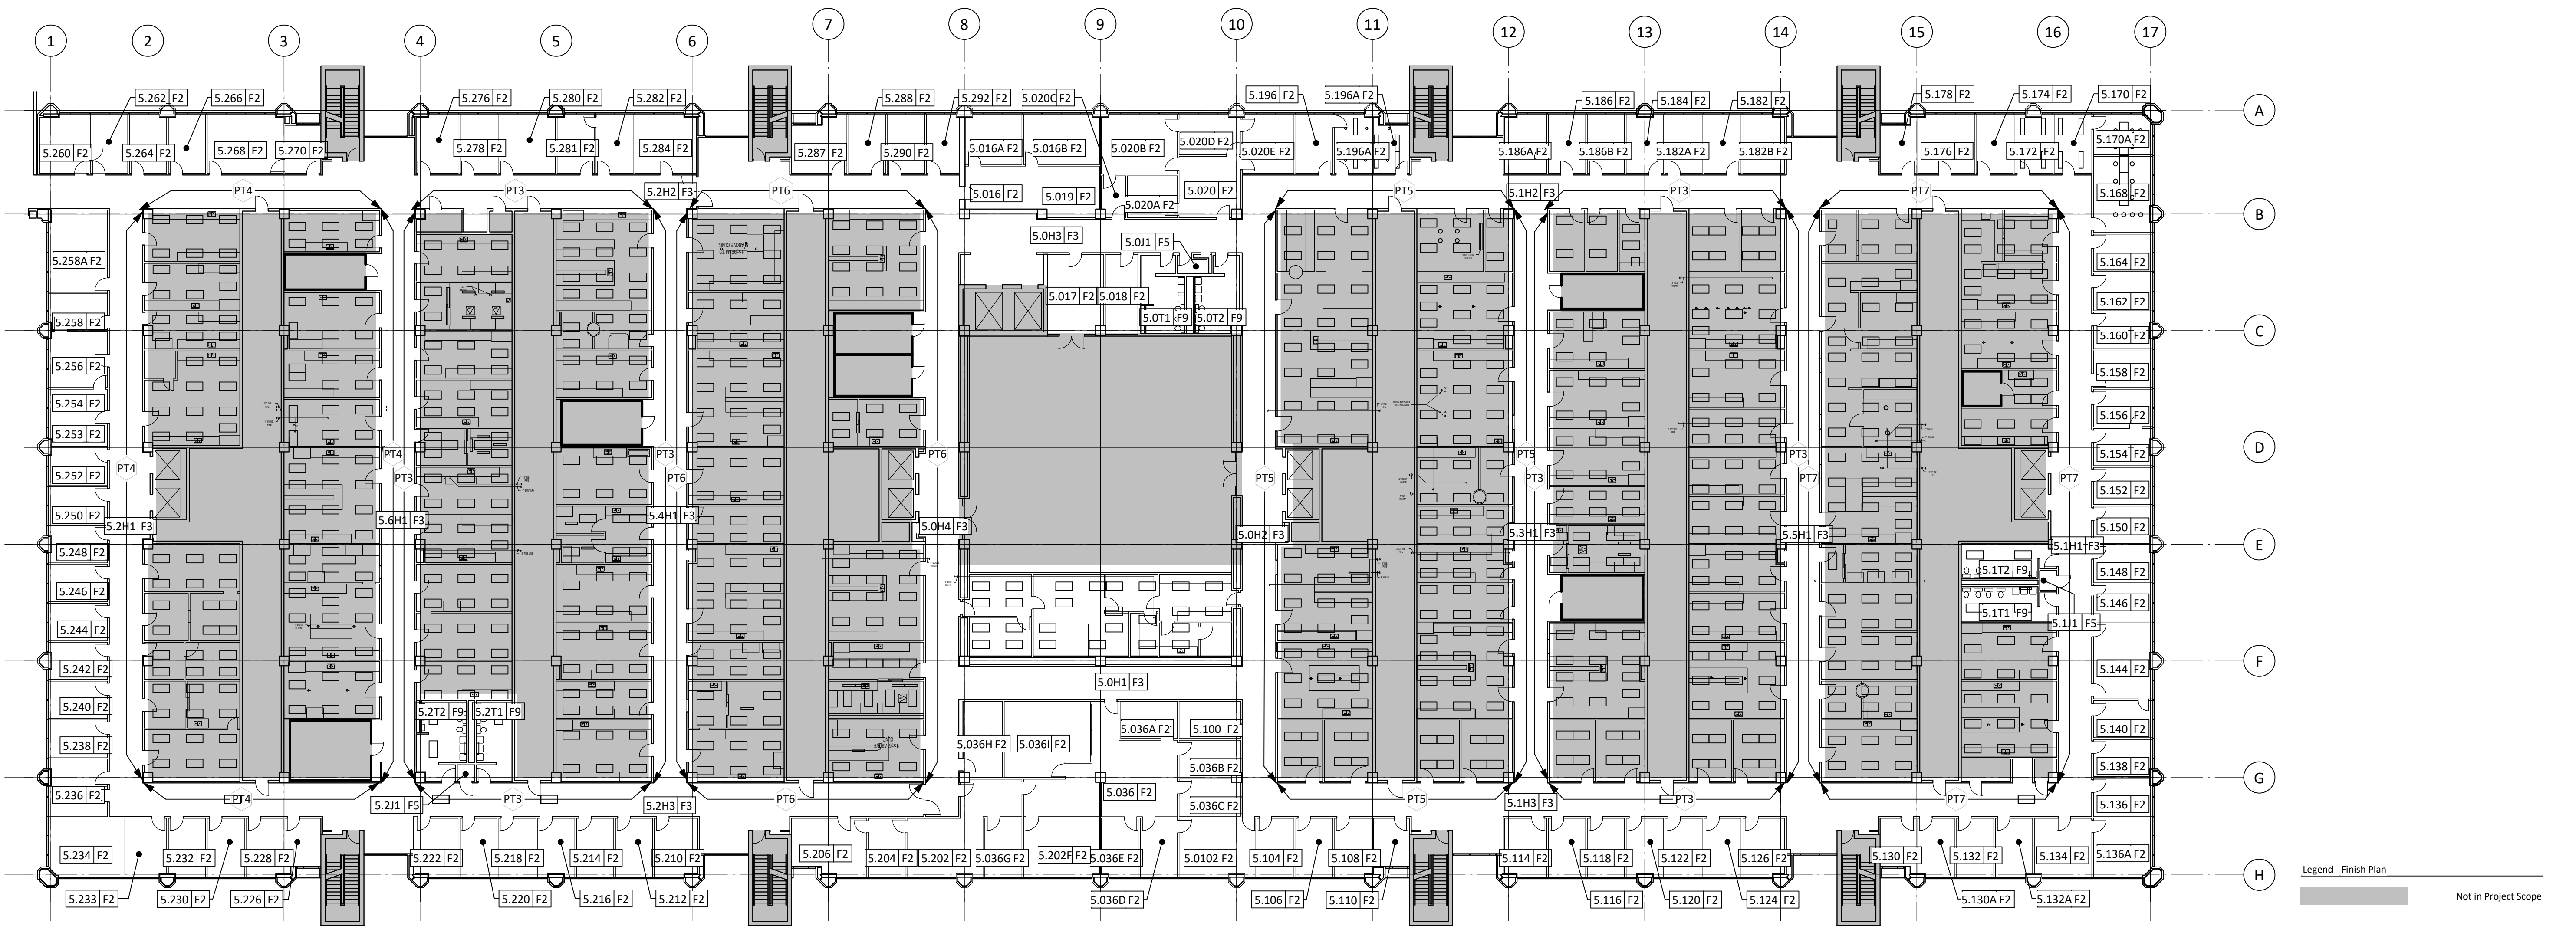 1 2 3 4 5 6 7 8 9 10 11 12 13 14 15 16 17
5.262 F2 5.266 F2 5.276 F2 5.280 F2 5.282 F2 5.288 F2 5.292 F2 5.020C F2 5.196 F2 5.196A F2 5.186 F2 5.184 F2 5.182 F2 5.178 F2 5.174 F2 5.170 F2
A
5.260 F2 5.264 F2 5.268 F2 5.270 F2 5.278 F2 5.281 F2 5.284 F2 5.287 F2 5.290 F2 5.016A F2 5.016B F2 5.020B F2 5.020D F2 5.020E F2 5.196A F2 5.186A F2 5.186B F2 5.182A F2 5.182B F2 5.176 F2 5.172 F2 5.170A F2
PT4 PT3 5.2H2 F3 PT6 5.016 F2 5.019 F2 5.020 F2 PT5 5.1H2 F3 PT3 PT7 5.168 F2
5.020A F2
B
5.0H3 F3 5.0J1 F5
5.258A F2 5.164 F2
5.017 F2 5.018 F2 5.162 F2
5.258 F2 5.0T1 F9 5.0T2 F9
C
5.160 F2
5.256 F2 5.158 F2
5.254 F2 5.156 F2
5.253 F2
D
PT4 PT3 PT6 PT5 PT3 5.154 F2
PT4 5.252 F2 PT3 PT6 PT5 PT3 PT7 PT7
5.152 F2
5.250 F2 5.2H1 F3 5.6H1 F3 5.4H1 F3 5.0H4 F3 5.0H2 F3 5.3H1 F3 5.5H1 F3 5.150 F2
E
5.248 F2 5.1H1 F3
5.1T2 F9 5.148 F2
5.246 F2 5.146 F2
5.1T1 F9
5.244 F2 5.1J1 F5
F
5.242 F2 5.144 F2
5.0H1 F3
5.240 F2 5.2T2 F9 5.2T1 F9
5.036A F2 5.100 F2 5.140 F2
5.238 F2 5.036H F2 5.036I F2
5.036B F2 5.138 F2
G
5.236 F2 PT4 5.2J1 F5 PT3 5.2H3 F3 PT6 5.036 F2 5.036C F2 PT5 5.1H3 F3 PT3 PT7 5.136 F2
5.234 F2 5.232 F2 5.228 F2 5.222 F2 5.218 F2 5.214 F2 5.210 F2 5.206 F2 5.204 F2 5.202 F2 5.036G F2 5.202F F2 5.036E F2 5.0102 F2 5.104 F2 5.108 F2 5.114 F2 5.118 F2 5.122 F2 5.126 F2 5.130 F2 5.132 F2 5.134 F2 5.136A F2
H
5.233 F2 5.230 F2 5.226 F2 5.220 F2 5.216 F2 5.212 F2 5.036D F2 5.106 F2 5.110 F2 5.116 F2 5.120 F2 5.124 F2 5.130A F2 5.132A F2
Legend - Finish Plan
Not in Project Scope